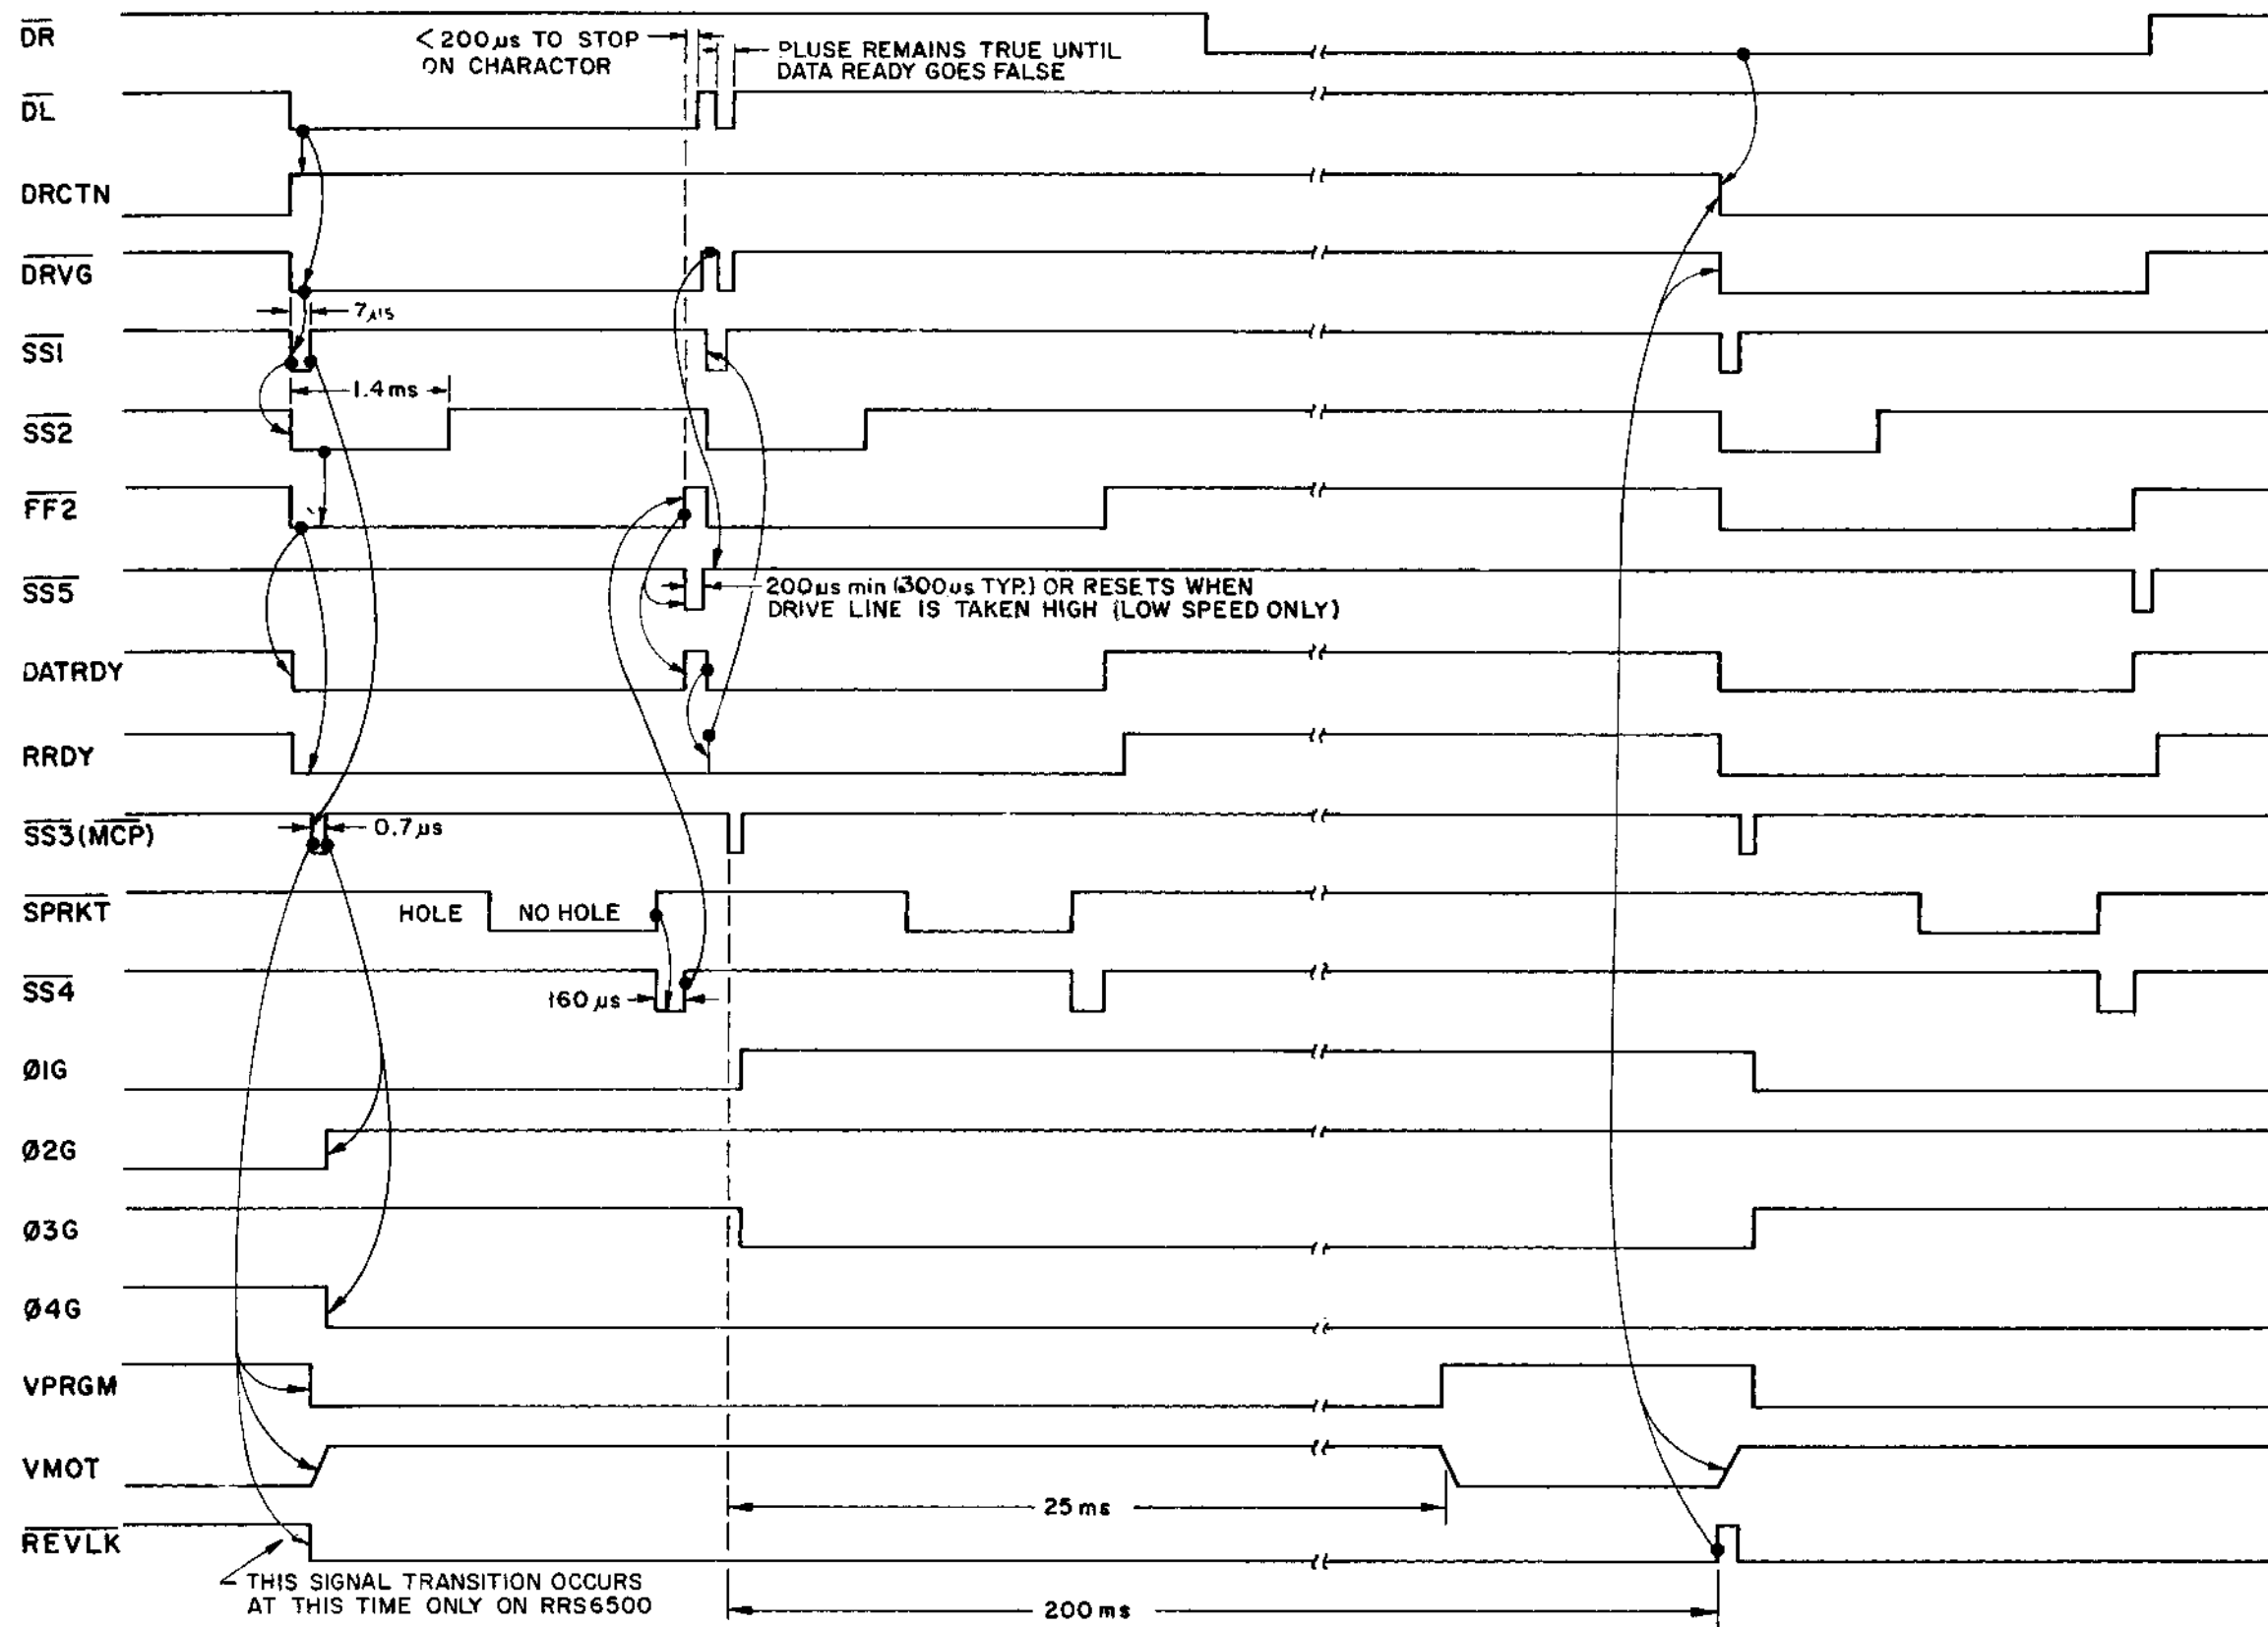 DR
<200 µs TO STOP
ON CHARACTOR
PLUSE REMAINS TRUE UNTIL
DATA READY GOES FALSE
DL
DRCTN
DRVG
7 µs
SS1
1.4 ms
SS2
FF2
SS5
200 µs min (300 us TYP.) OR RESETS WHEN
DRIVE LINE IS TAKEN HIGH (LOW SPEED ONLY)
DATRDY
RRDY
SS3 (MCP)
0.7 µs
SPRKT
HOLE
NO HOLE
SS4
160 µs
Ø1G
Ø2G
Ø3G
Ø4G
VPRGM
VMOT
25 ms
REVLK
THIS SIGNAL TRANSITION OCCURS
AT THIS TIME ONLY ON RRS6500
200 ms